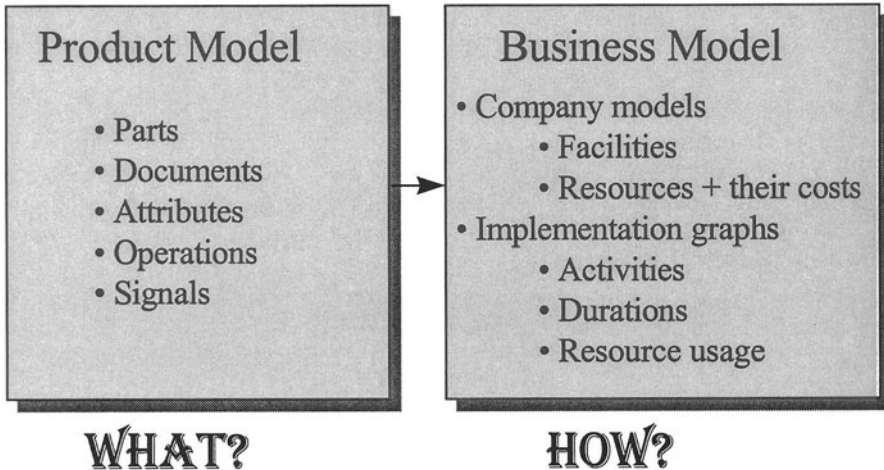 Product Model
• Parts
• Documents
• Attributes
• Operations
• Signals
WHAT?
Business Model
• Company models
• Facilities
• Resources + their costs
• Implementation graphs
• Activities
• Durations
• Resource usage
HOW?